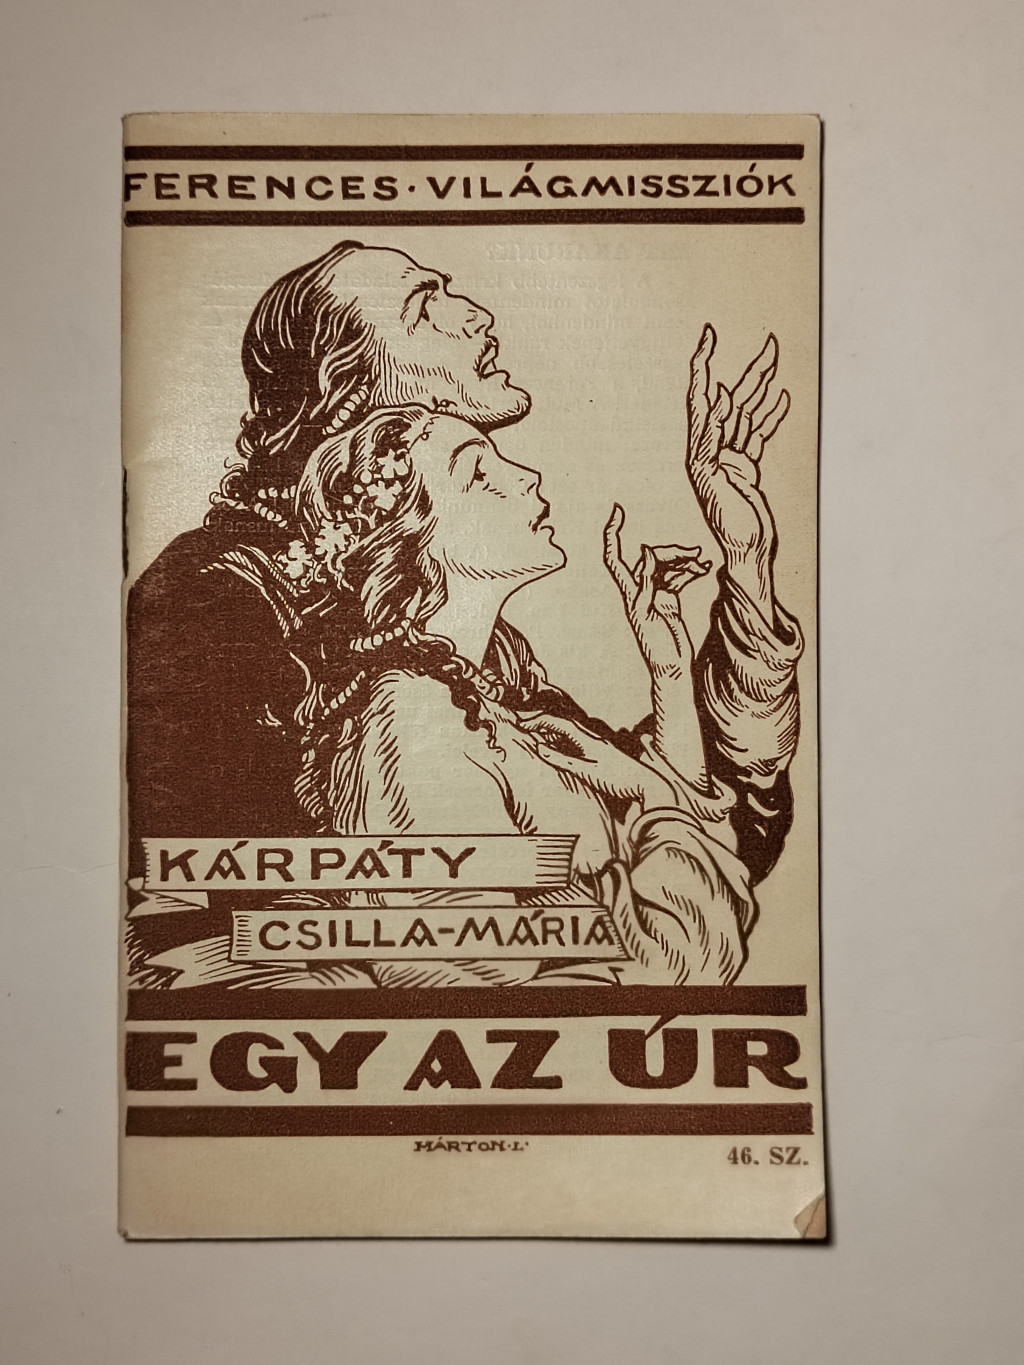 FERENCES · VILÁGMISSZIÓK
KÁRPÁTY
CSILLA-MÁRIA
EGY AZ ÚR
MÁRTON·L·
46. SZ.